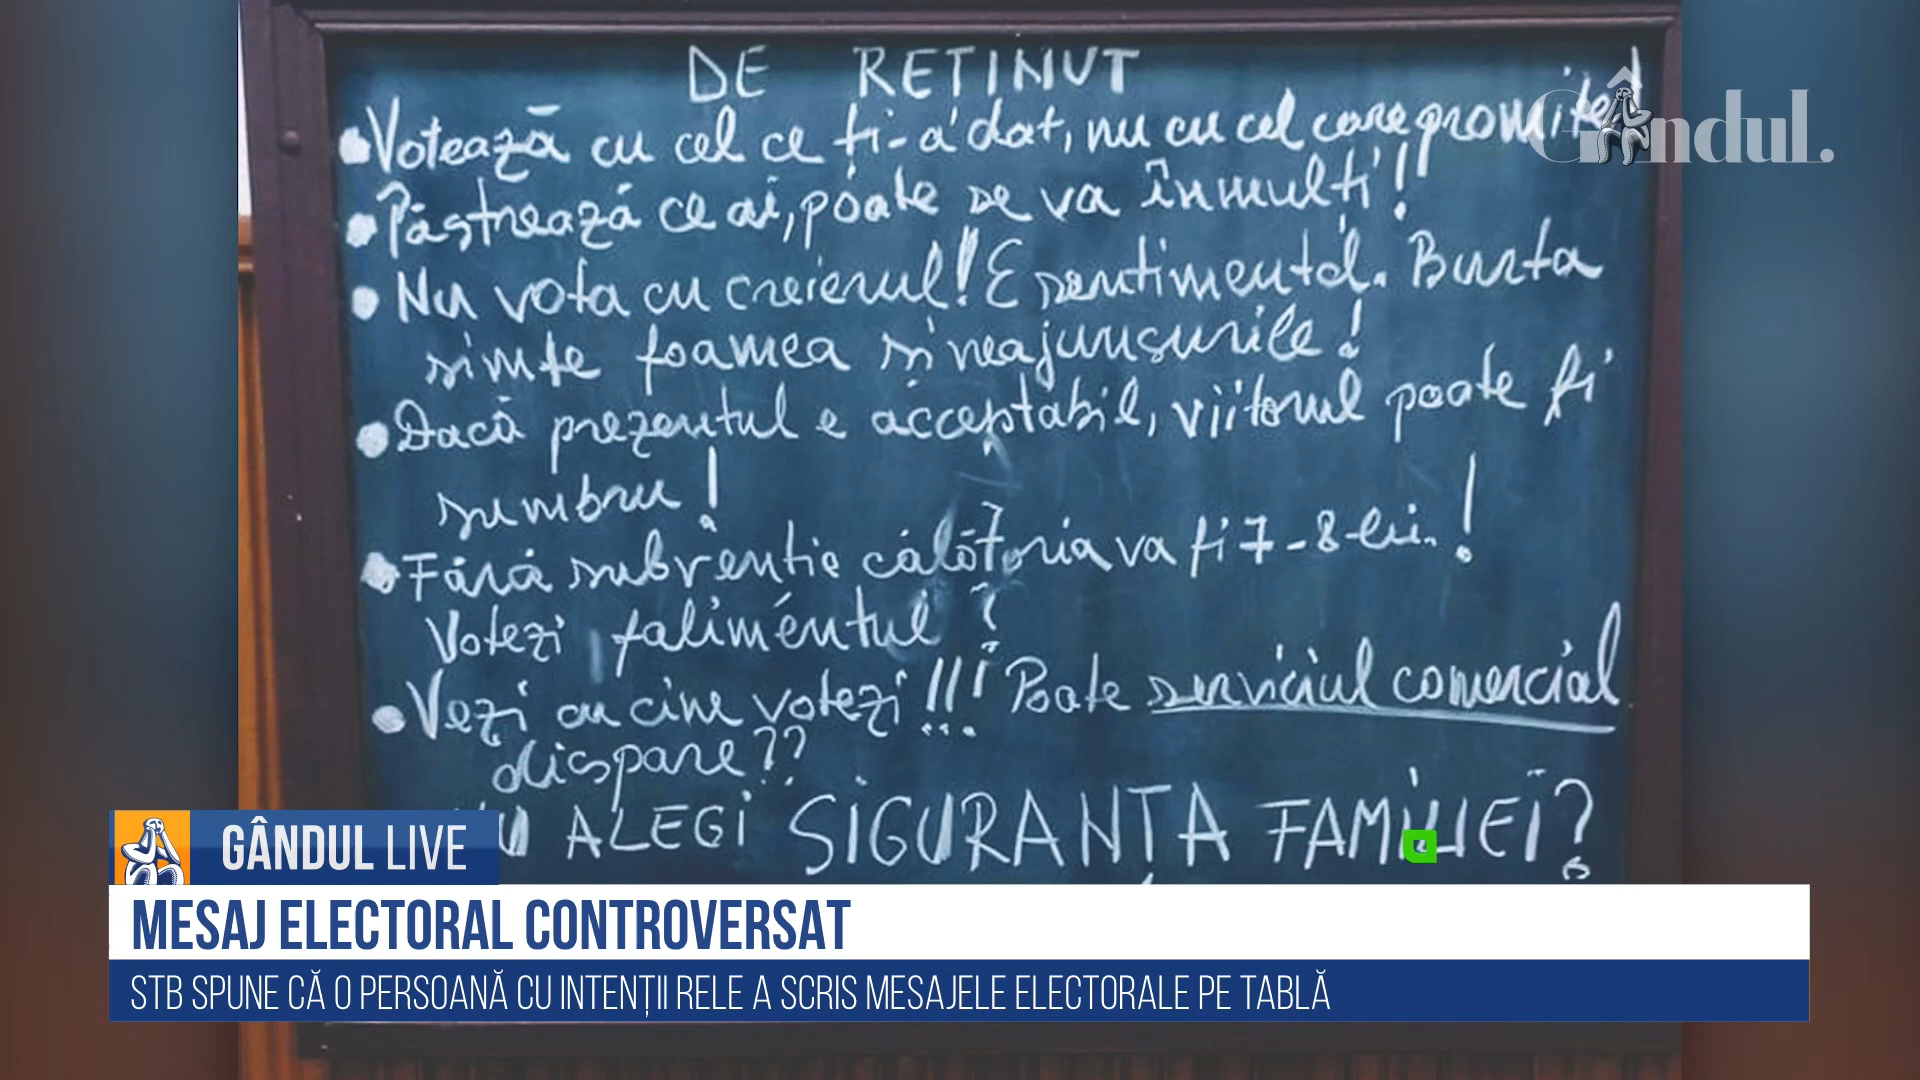 DE RETINUT
• Votează cu cel ce ți-a dat, nu cu cel care promite!
Gândul.
• Păstrează ce ai, poate se va înmulți!
• Nu vota cu creierul! E sentimental. Burta
simte foamea și neajunsurile!
• Dacă prezentul e acceptabil, viitorul poate fi
sumbru!
• Fără subvenție călătoria va fi 7-8 lei!
Votezi falimentul?
• Vezi cu cine votezi!!! Poate serviciul comercial
dispare??
ALEGI SIGURANȚA FAMILIEI?
GÂNDUL LIVE
MESAJ ELECTORAL CONTROVERSAT
STB SPUNE CĂ O PERSOANĂ CU INTENȚII RELE A SCRIS MESAJELE ELECTORALE PE TABLĂ